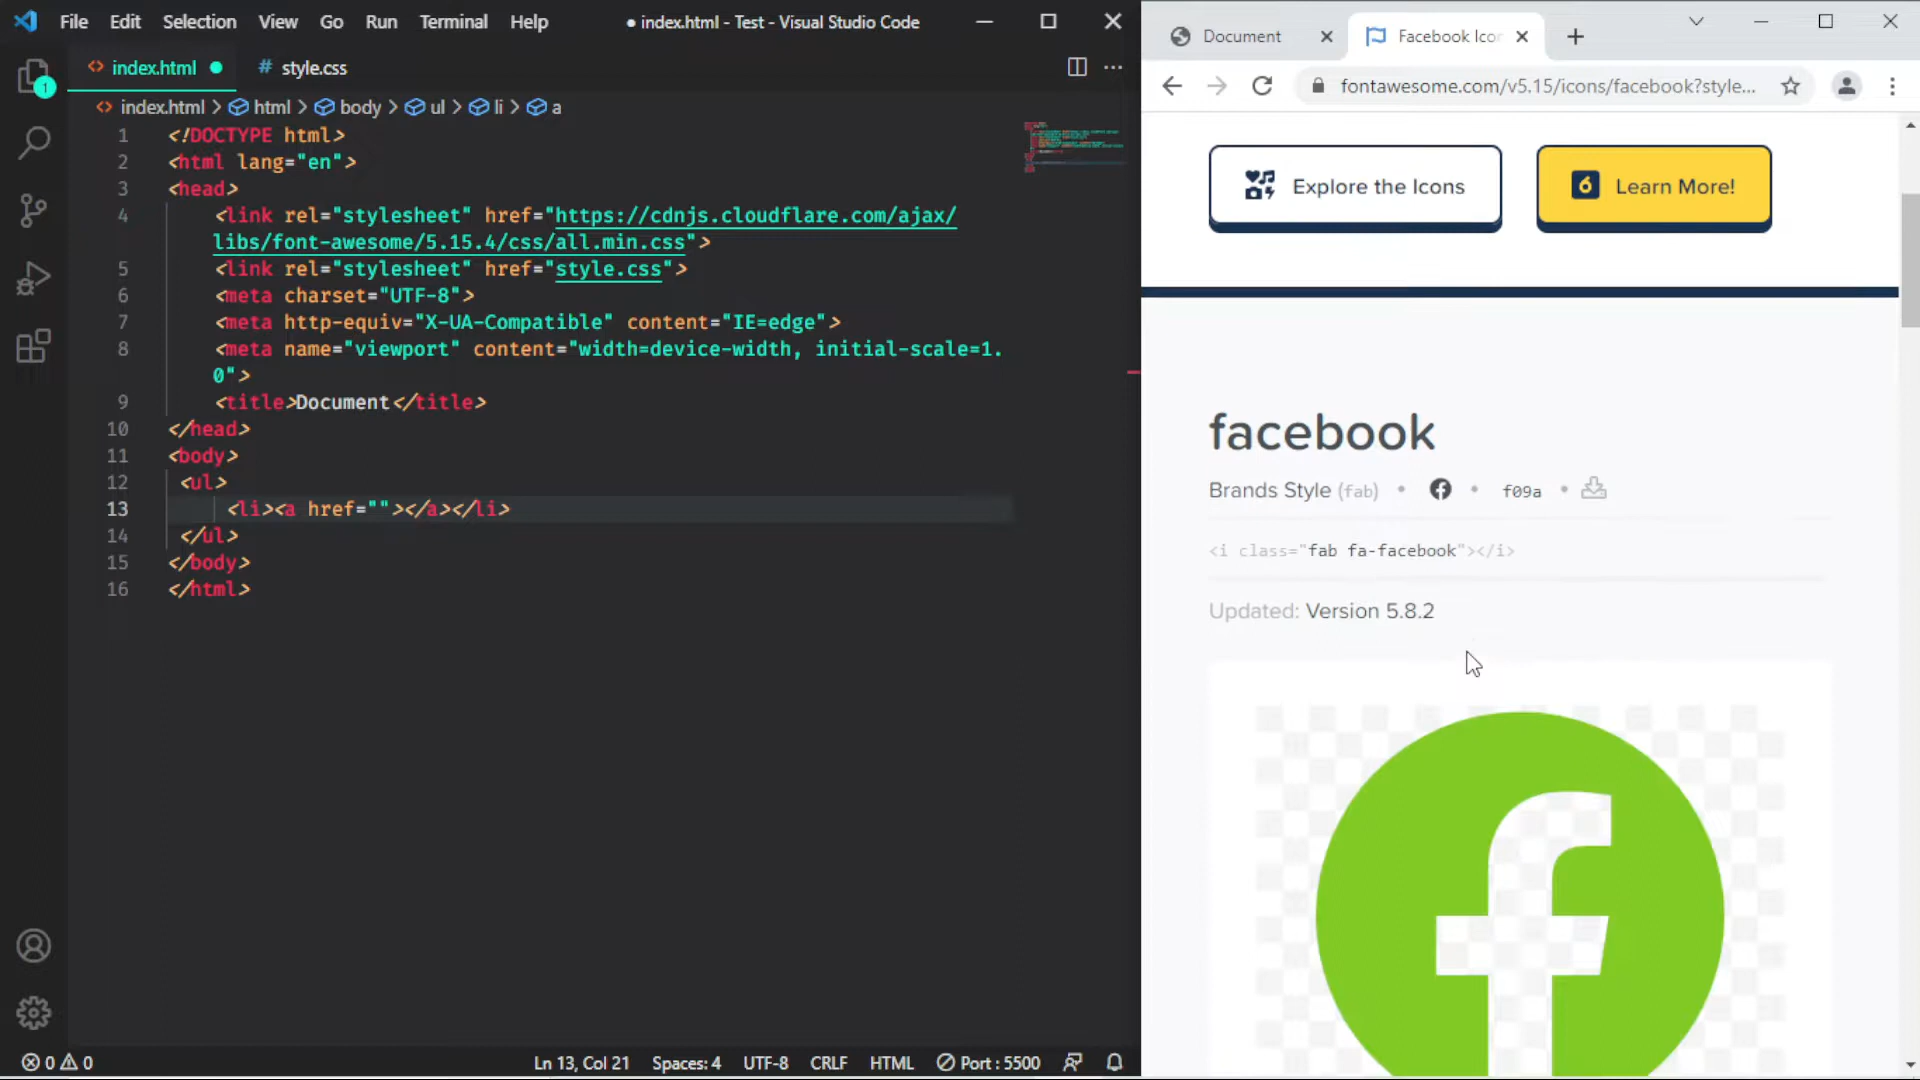 File Edit Selection View Go Run Terminal Help ● index.html - Test - Visual Studio Code
index.html ● # style.css
1
<> index.html > html > body > ul > li > a
1 <!DOCTYPE html>
2 <html lang="en">
3 <head>
4 <link rel="stylesheet" href="https://cdnjs.cloudflare.com/ajax/
libs/font-awesome/5.15.4/css/all.min.css">
5 <link rel="stylesheet" href="style.css">
6 <meta charset="UTF-8">
7 <meta http-equiv="X-UA-Compatible" content="IE=edge">
8 <meta name="viewport" content="width=device-width, initial-scale=1.
0">
9 <title>Document</title>
10 </head>
11 <body>
12 <ul>
13 <li><a href=""></a></li>
14 </ul>
15 </body>
16 </html>
0 0 Ln 13, Col 21 Spaces: 4 UTF-8 CRLF HTML Port : 5500
Document Facebook Ico
fontawesome.com/v5.15/icons/facebook?style...
Explore the Icons 6 Learn More!
facebook
Brands Style (fab) • • f09a •
<i class="fab fa-facebook"></i>
Updated: Version 5.8.2